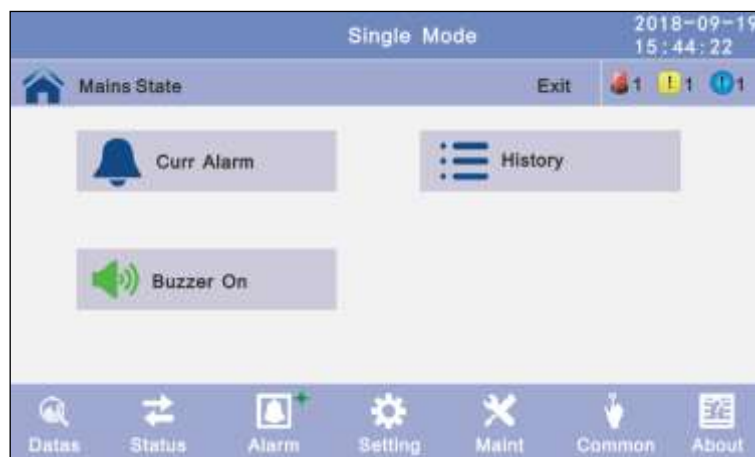 Single Mode
2018-09-19
15:44:22
Mains State
Exit
1
1
1
Curr Alarm
History
Buzzer On
Datas
Status
Alarm
Setting
Maint
Common
About